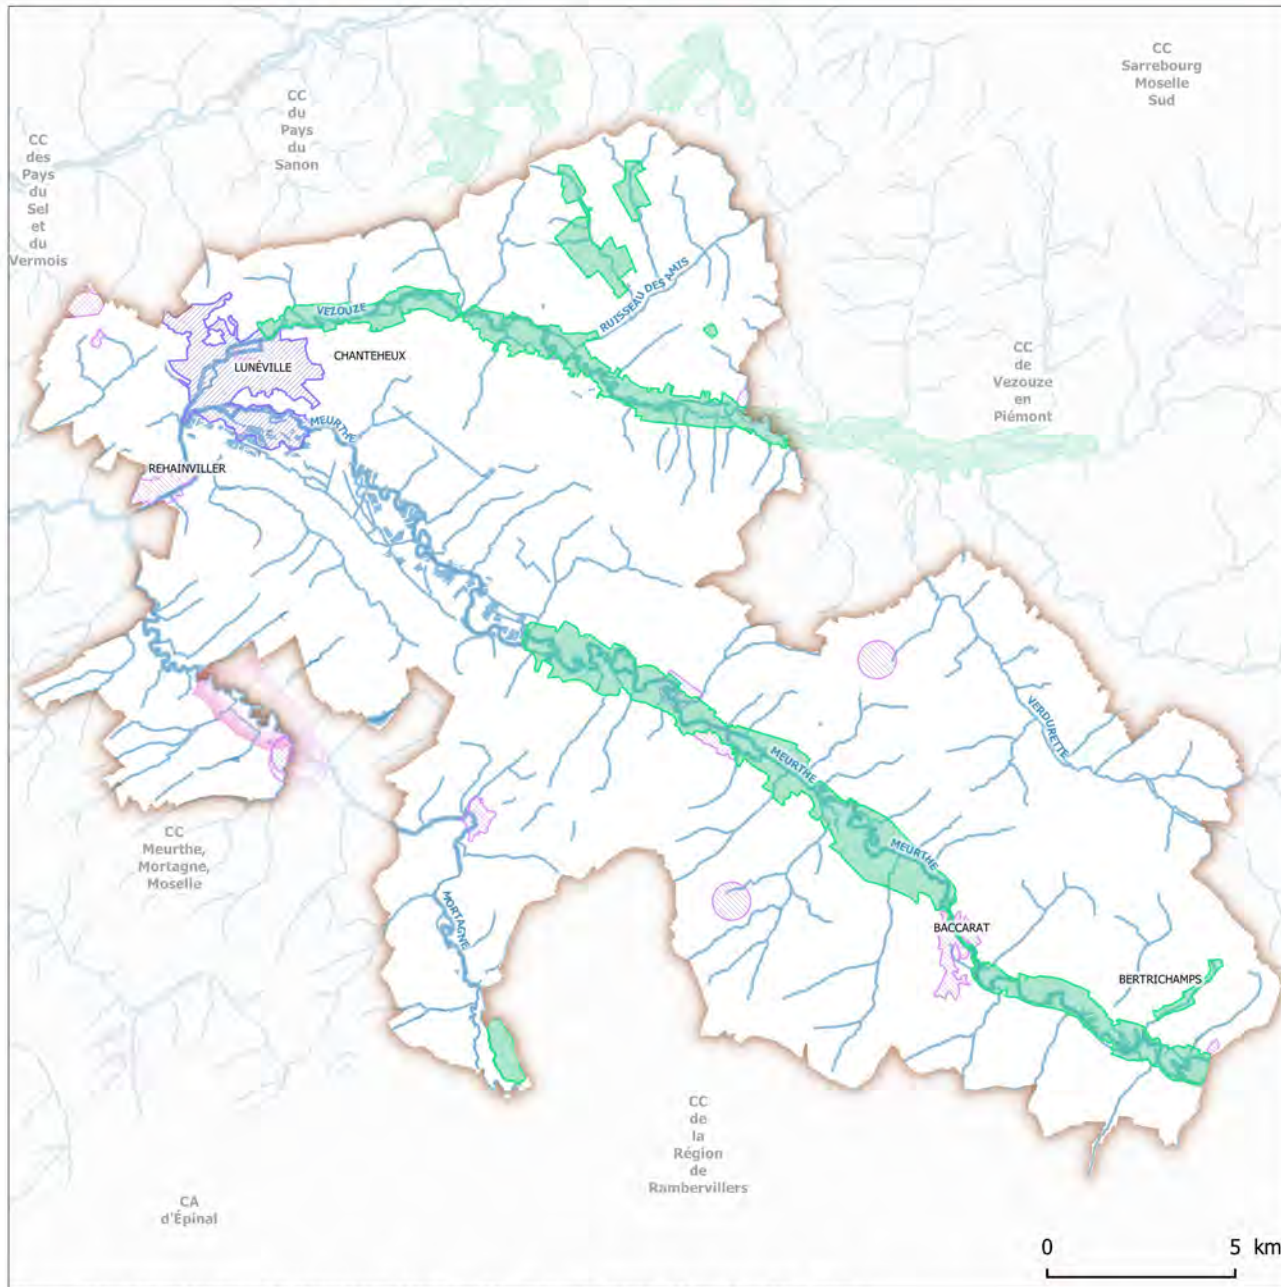 CC
Sarrebourg
Moselle
Sud
CC
du
Pays
du
Sanon
CC
des
Pays
du
Sel
et
du
Vermois
RUISSEAU DES AMIS
VEZOUZE
CHANTEHEUX
LUNÉVILLE
CC
de
Vezouze
en
Piémont
MEURTHE
REHAINVILLER
VERDURETTE
MEURTHE
CC
Meurthe,
Mortagne,
Moselle
MEURTHE
MORTAGNE
BACCARAT
BERTRICHAMPS
CC
de
la
Région
de
Rambervillers
CA
d'Épinal
0 5 km